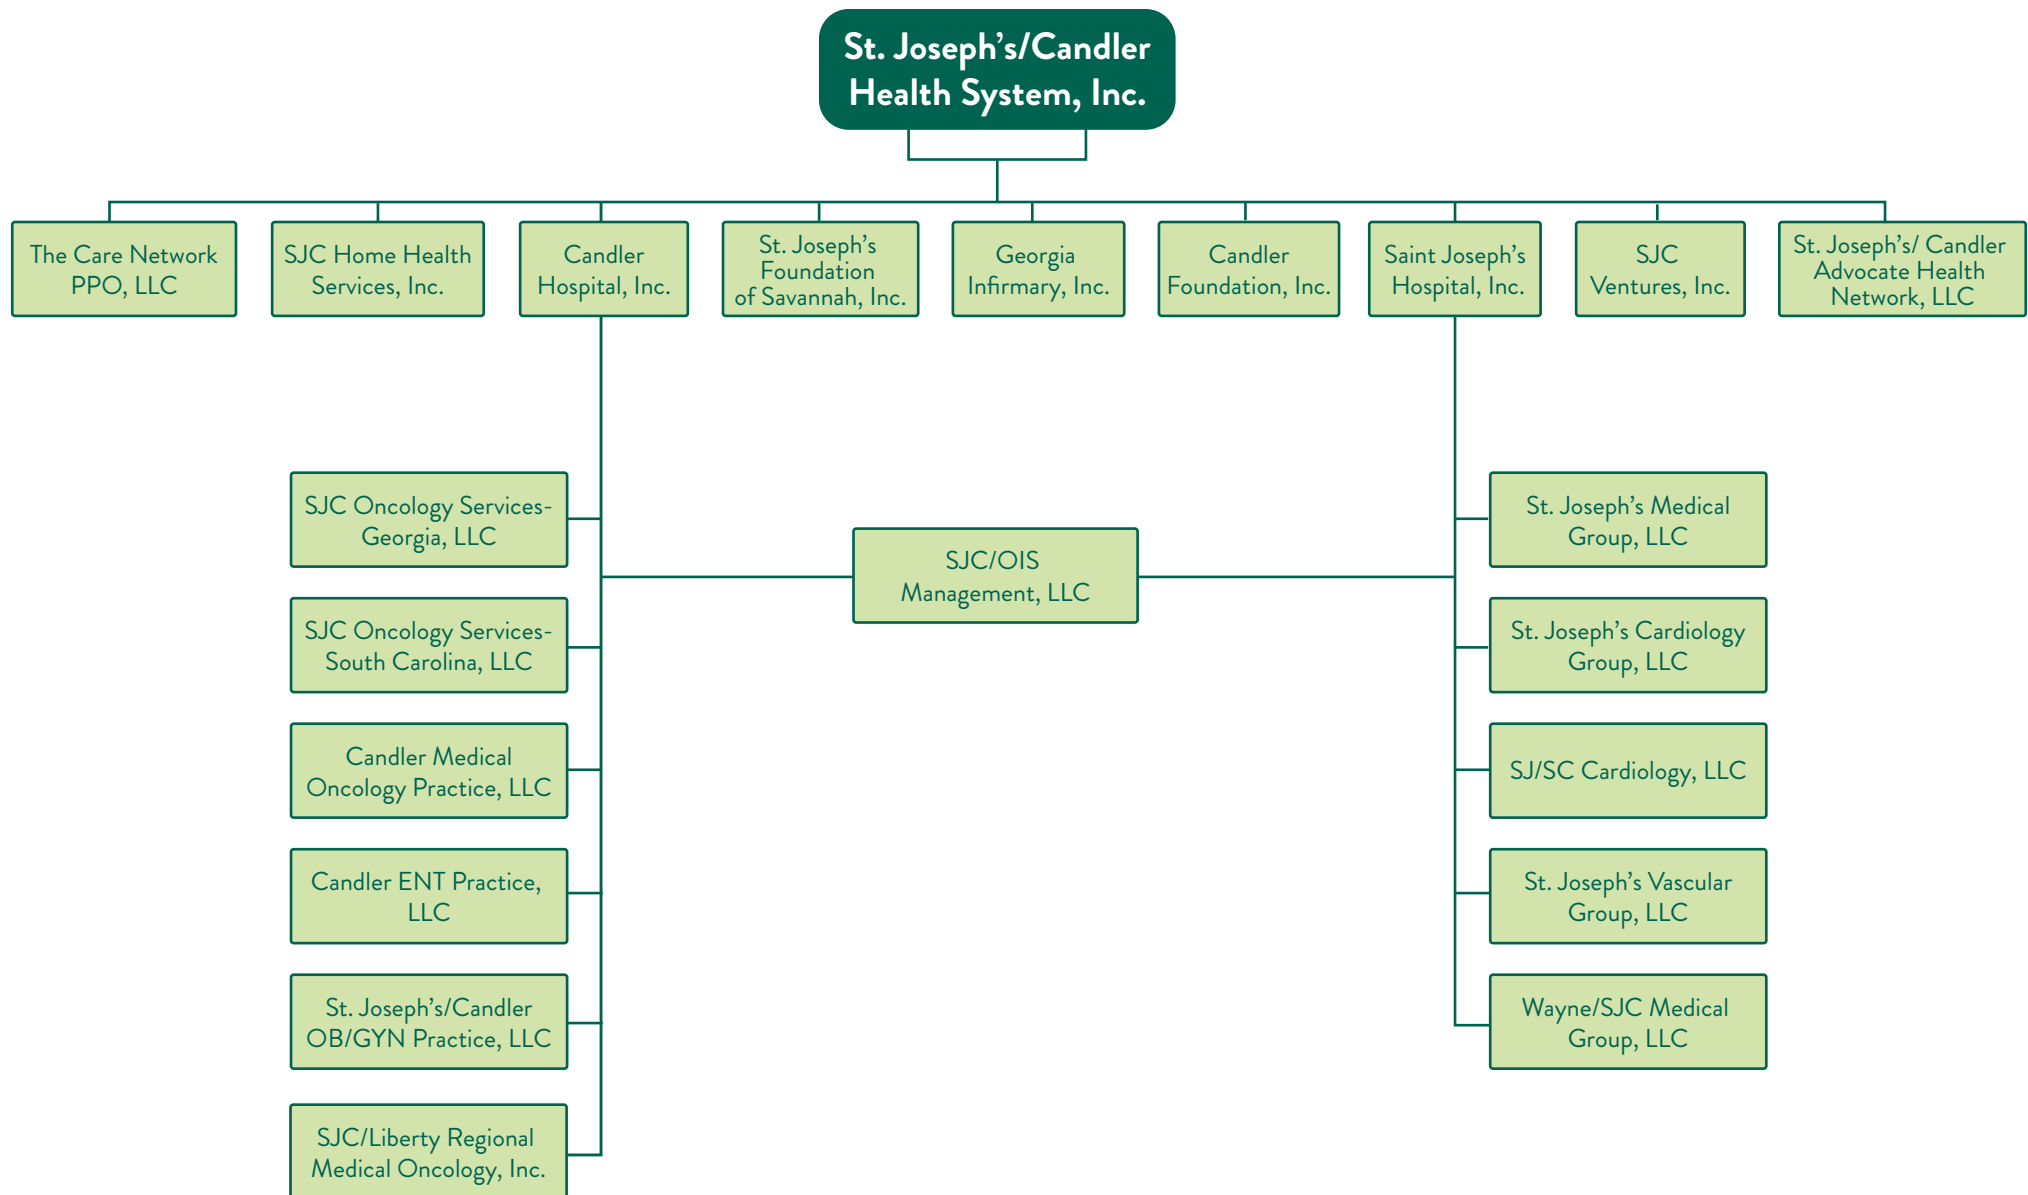 St. Joseph's/Candler
Health System, Inc.
The Care Network
PPO, LLC
SJC Home Health
Services, Inc.
Candler
Hospital, Inc.
St. Joseph's
Foundation
of Savannah, Inc.
Georgia
Infirmary, Inc.
Candler
Foundation, Inc.
Saint Joseph's
Hospital, Inc.
SJC
Ventures, Inc.
St. Joseph's/ Candler
Advocate Health
Network, LLC
SJC Oncology Services-
Georgia, LLC
SJC Oncology Services-
South Carolina, LLC
Candler Medical
Oncology Practice, LLC
Candler ENT Practice,
LLC
St. Joseph's/Candler
OB/GYN Practice, LLC
SJC/Liberty Regional
Medical Oncology, Inc.
SJC/OIS
Management, LLC
St. Joseph's Medical
Group, LLC
St. Joseph's Cardiology
Group, LLC
SJ/SC Cardiology, LLC
St. Joseph's Vascular
Group, LLC
Wayne/SJC Medical
Group, LLC